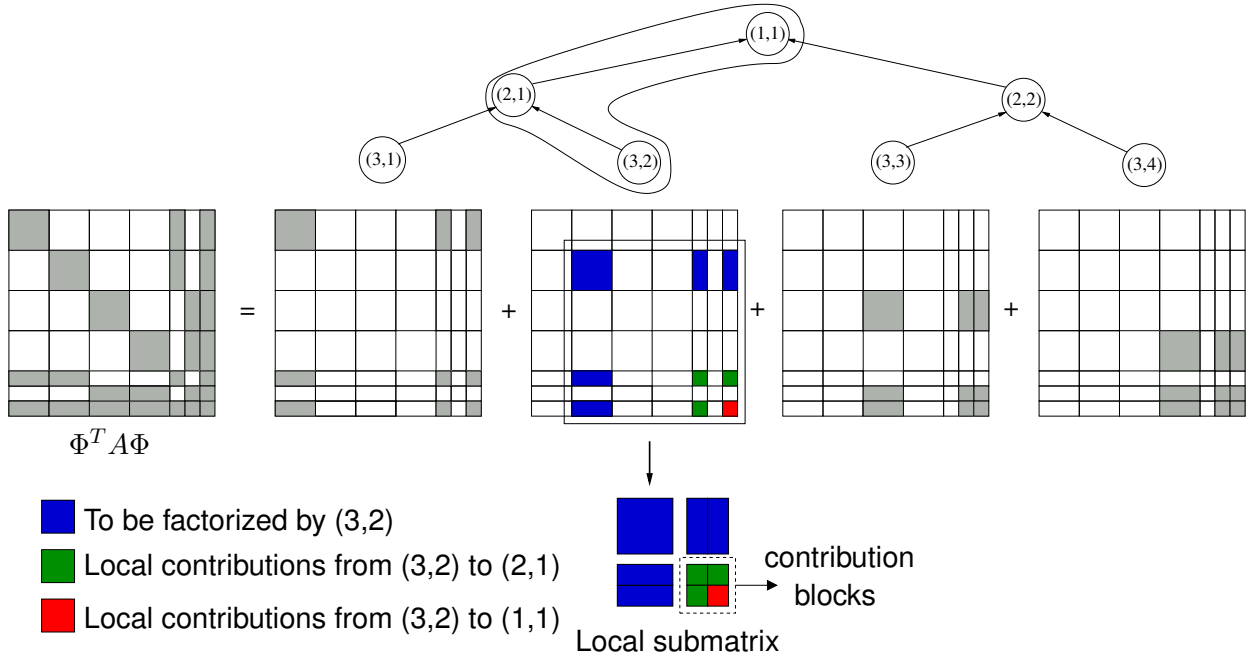 (1,1)
(2,1)
(2,2)
(3,1)
(3,2)
(3,3)
(3,4)
= + + +
Φ^T AΦ
To be factorized by (3,2)
Local contributions from (3,2) to (2,1)
Local contributions from (3,2) to (1,1)
contribution
blocks
Local submatrix